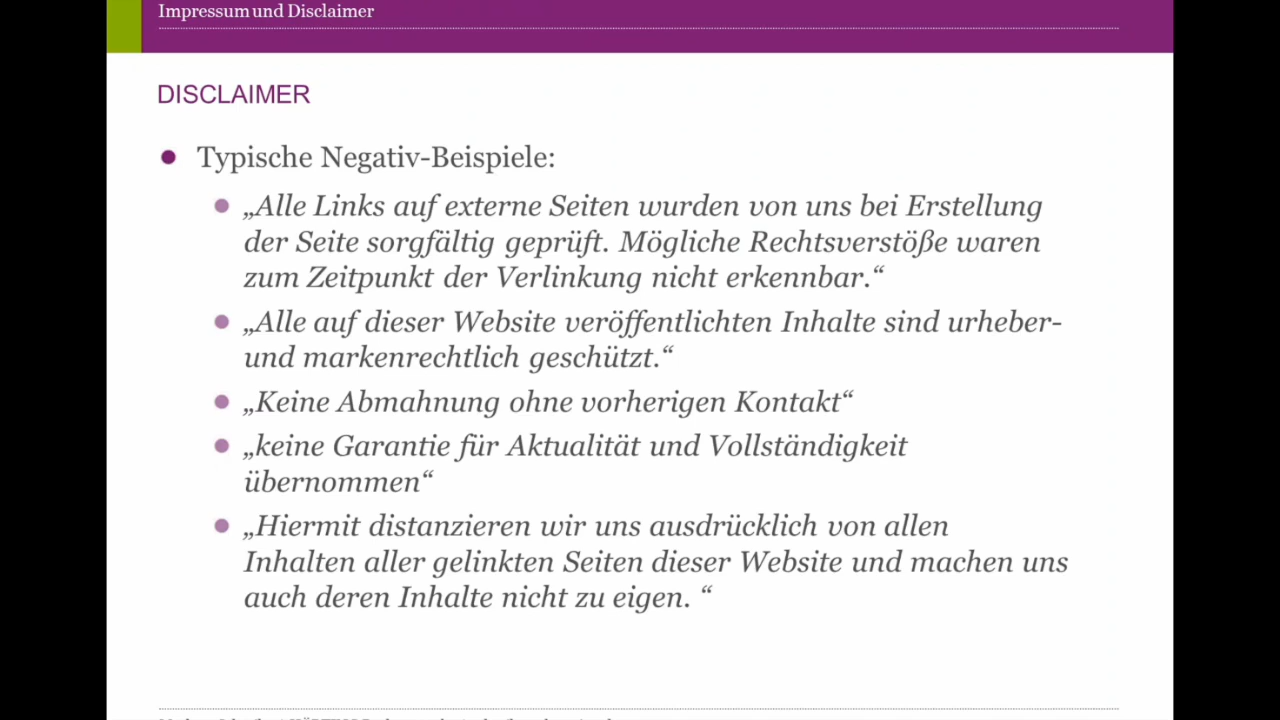 Impressum und Disclaimer
DISCLAIMER
Typische Negativ-Beispiele:
„Alle Links auf externe Seiten wurden von uns bei Erstellung
der Seite sorgfältig geprüft. Mögliche Rechtsverstöße waren
zum Zeitpunkt der Verlinkung nicht erkennbar.“
„Alle auf dieser Website veröffentlichten Inhalte sind urheber-
und markenrechtlich geschützt.“
„Keine Abmahnung ohne vorherigen Kontakt“
„keine Garantie für Aktualität und Vollständigkeit
übernommen“
„Hiermit distanzieren wir uns ausdrücklich von allen
Inhalten aller gelinkten Seiten dieser Website und machen uns
auch deren Inhalte nicht zu eigen. “